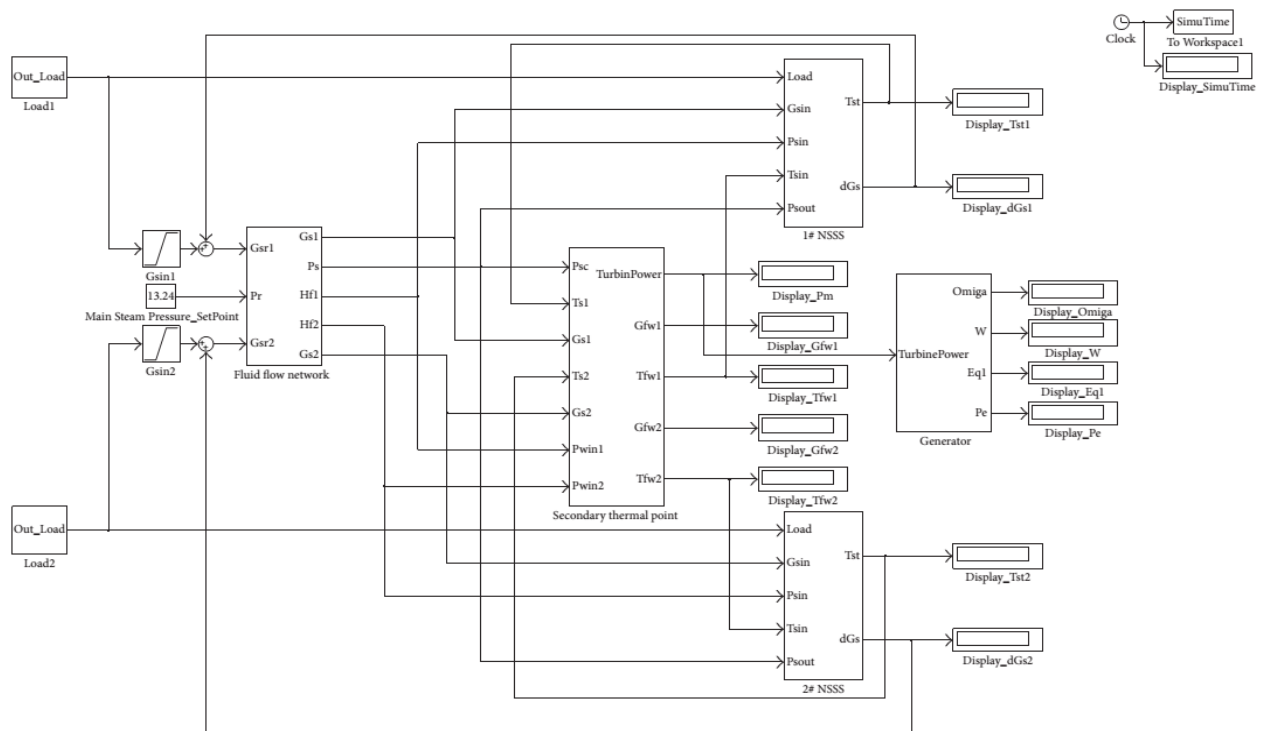 SimuTime
Clock
To Workspace1
Display_SimuTime
Out_Load
Load1
Load
Gsin
Psin
Tsin
Psout
Tst
dGs
1# NSSS
Display_Tst1
Display_dGs1
Gsin1
13.24
Main Steam Pressure_SetPoint
Gsin2
Gsr1
Pr
Gsr2
Gs1
Ps
Hf1
Hf2
Gs2
Fluid flow network
Psc
Ts1
Gs1
Ts2
Gs2
Pwin1
Pwin2
TurbinPower
Gfw1
Tfw1
Gfw2
Tfw2
Secondary thermal point
Display_Pm
Display_Gfw1
Display_Tfw1
Display_Gfw2
Display_Tfw2
TurbinePower
Omiga
W
Eq1
Pe
Generator
Display_Omiga
Display_W
Display_Eq1
Display_Pe
Out_Load
Load2
Load
Gsin
Psin
Tsin
Psout
Tst
dGs
2# NSSS
Display_Tst2
Display_dGs2